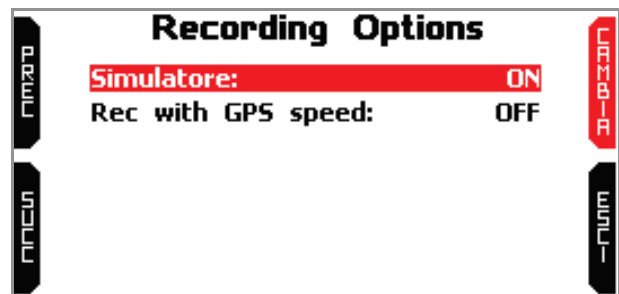 Recording Options
PREC
CAMBIA
Simulatore: ON
Rec with GPS speed: OFF
SUCC
ESCI